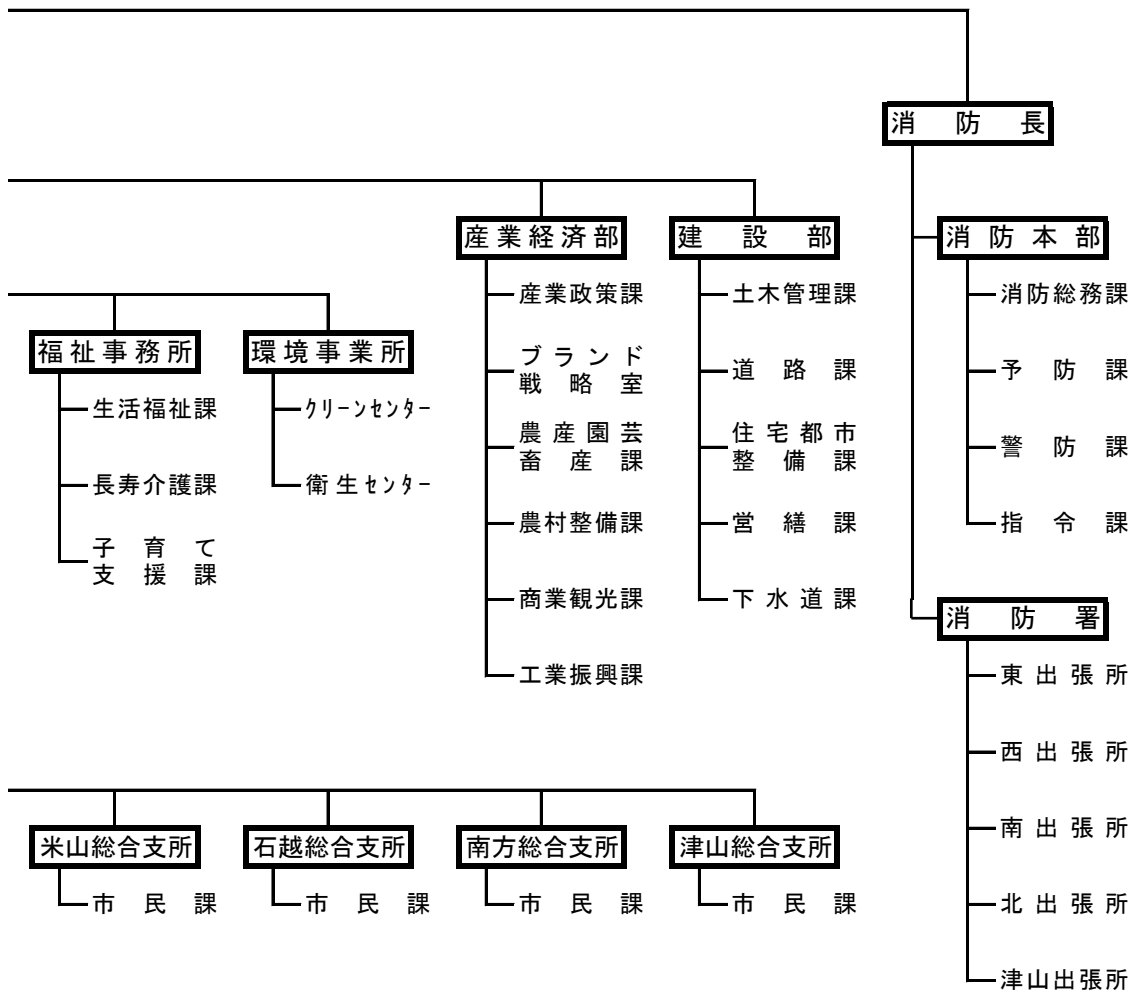 消防長
産業経済部
建設部
消防本部
産業政策課
土木管理課
消防総務課
福祉事務所
環境事業所
ブランド
戦略室
道路課
予防課
生活福祉課
クリーンセンター
農産園芸
畜産課
住宅都市
整備課
警防課
長寿介護課
衛生センター
農村整備課
営繕課
指令課
子育て
支援課
商業観光課
下水道課
消防署
工業振興課
東出張所
西出張所
米山総合支所
石越総合支所
南方総合支所
津山総合支所
南出張所
市民課
市民課
市民課
市民課
北出張所
津山出張所